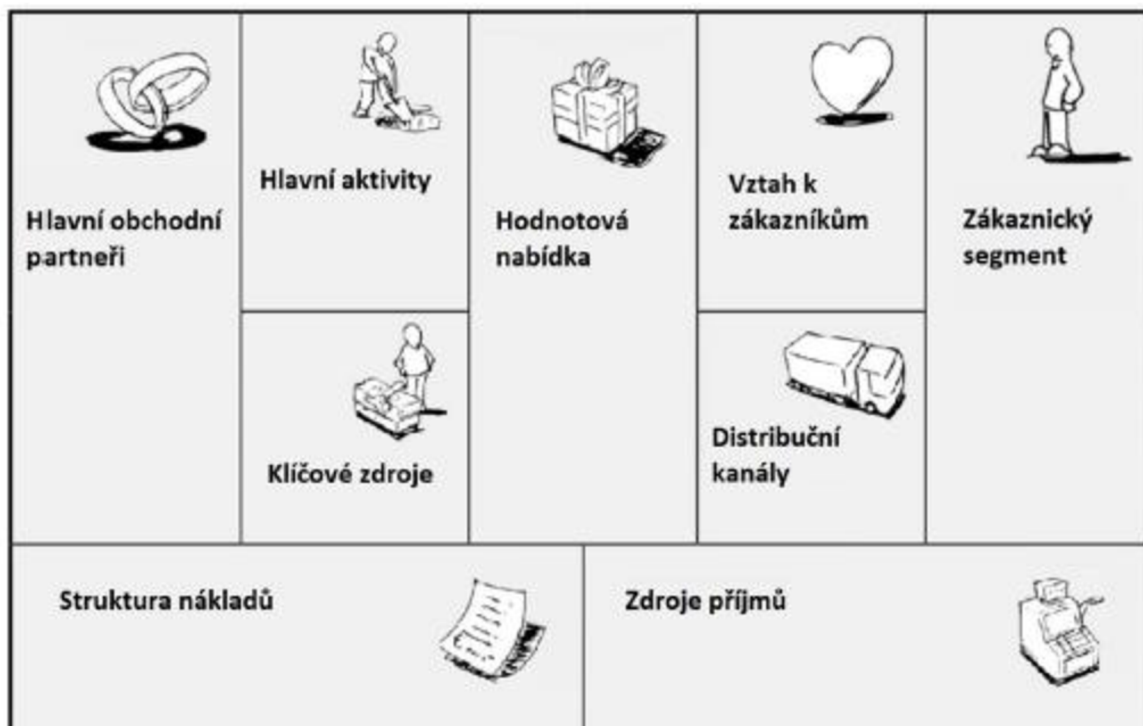 Hlavní obchodní
partneři
Hlavní aktivity
Klíčové zdroje
Hodnotová
nabídka
Vztah k
zákazníkům
Distribuční
kanály
Zákaznický
segment
Struktura nákladů
Zdroje příjmů